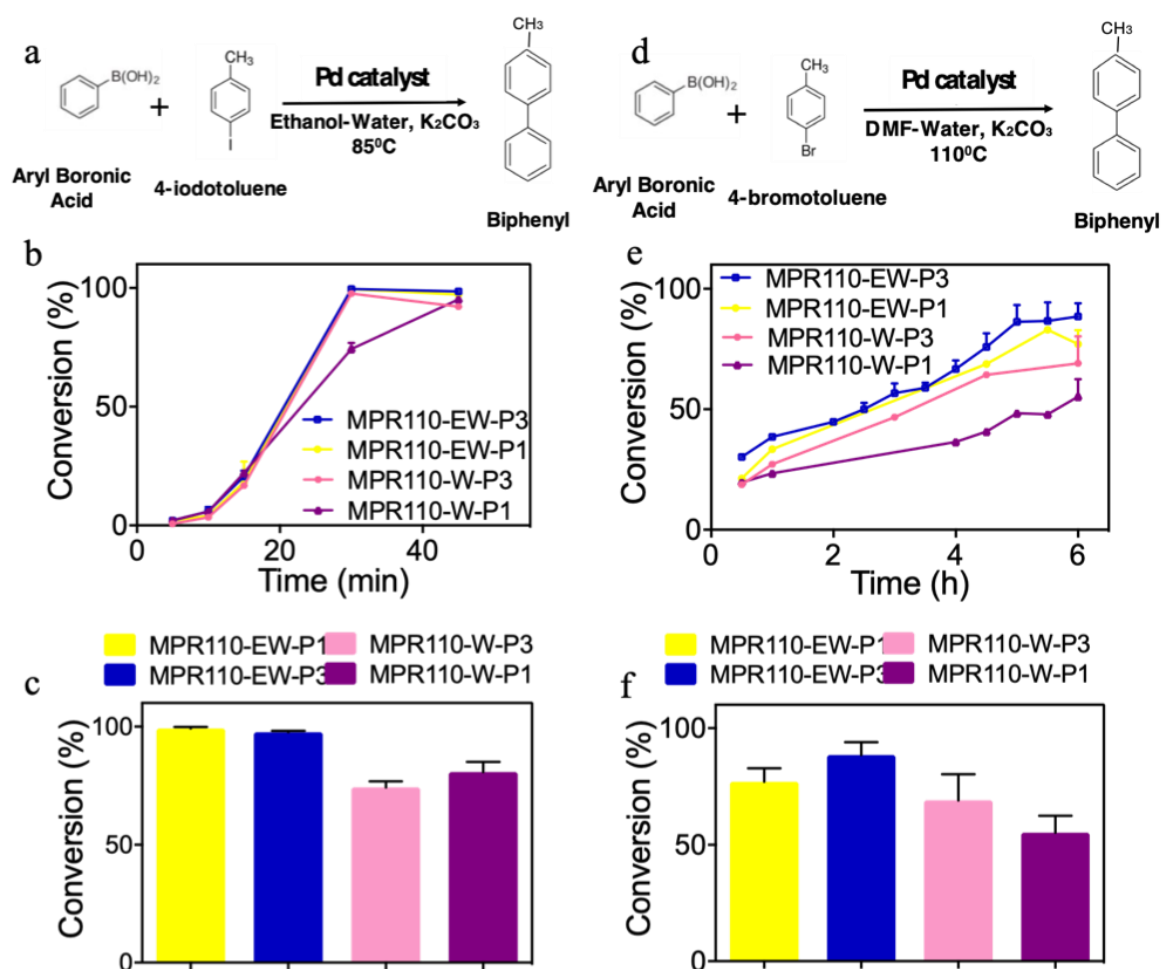 a
CH₃
B(OH)₂
+
I
Pd catalyst
Ethanol-Water, K₂CO₃
85⁰C
CH₃
Aryl Boronic
Acid
4-iodotoluene
Biphenyl
d
CH₃
B(OH)₂
+
Br
Pd catalyst
DMF-Water, K₂CO₃
110⁰C
CH₃
Aryl Boronic
Acid
4-bromotoluene
Biphenyl
b
Conversion (%)
100
50
0
0
20
40
Time (min)
MPR110-EW-P3
MPR110-EW-P1
MPR110-W-P3
MPR110-W-P1
e
Conversion (%)
100
50
0
0
2
4
6
Time (h)
MPR110-EW-P3
MPR110-EW-P1
MPR110-W-P3
MPR110-W-P1
c
MPR110-EW-P1
MPR110-W-P3
MPR110-EW-P3
MPR110-W-P1
Conversion (%)
100
50
0
f
MPR110-EW-P1
MPR110-W-P3
MPR110-EW-P3
MPR110-W-P1
Conversion (%)
100
50
0